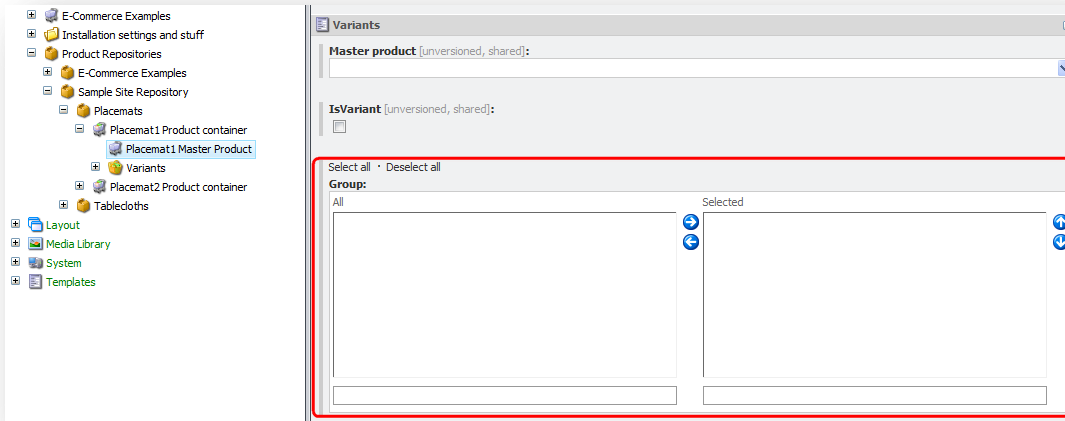 E-Commerce Examples
Installation settings and stuff
Product Repositories
E-Commerce Examples
Sample Site Repository
Placemats
Placemat1 Product container
Placemat1 Master Product
Variants
Placemat2 Product container
Tablecloths
Layout
Media Library
System
Templates
Variants
Master product [unversioned, shared]:
IsVariant [unversioned, shared]:
Select all · Deselect all
Group:
All Selected